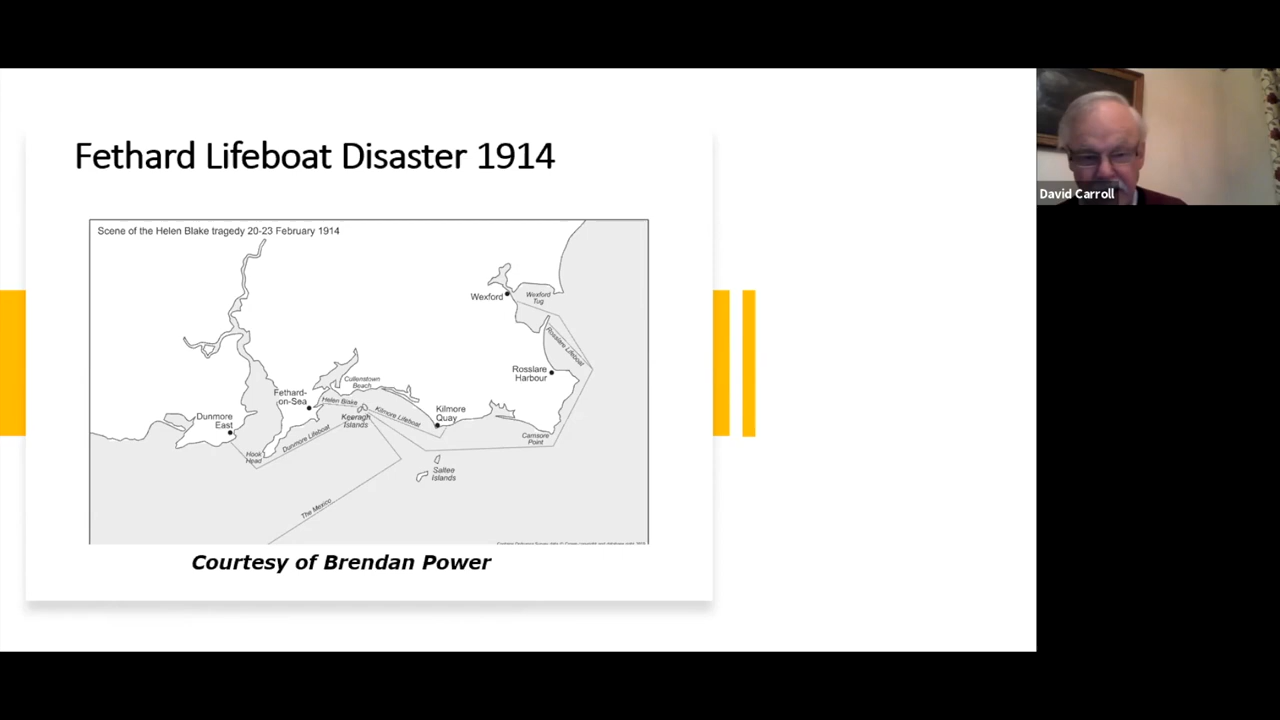 Fethard Lifeboat Disaster 1914
Scene of the Helen Blake tragedy 20-23 February 1914
Wexford
Wexford
Tug
Rosslare Lifeboat
Rosslare
Harbour
Cullenstown
Beach
Fethard-
on-Sea
Helen Blake
Keeragh
Islands
Kilmore Lifeboat
Kilmore
Quay
Dunmore
East
Dunmore Lifeboat
Hook
Head
Carnsore
Point
Saltee
Islands
The Mexico
Courtesy of Brendan Power
David Carroll